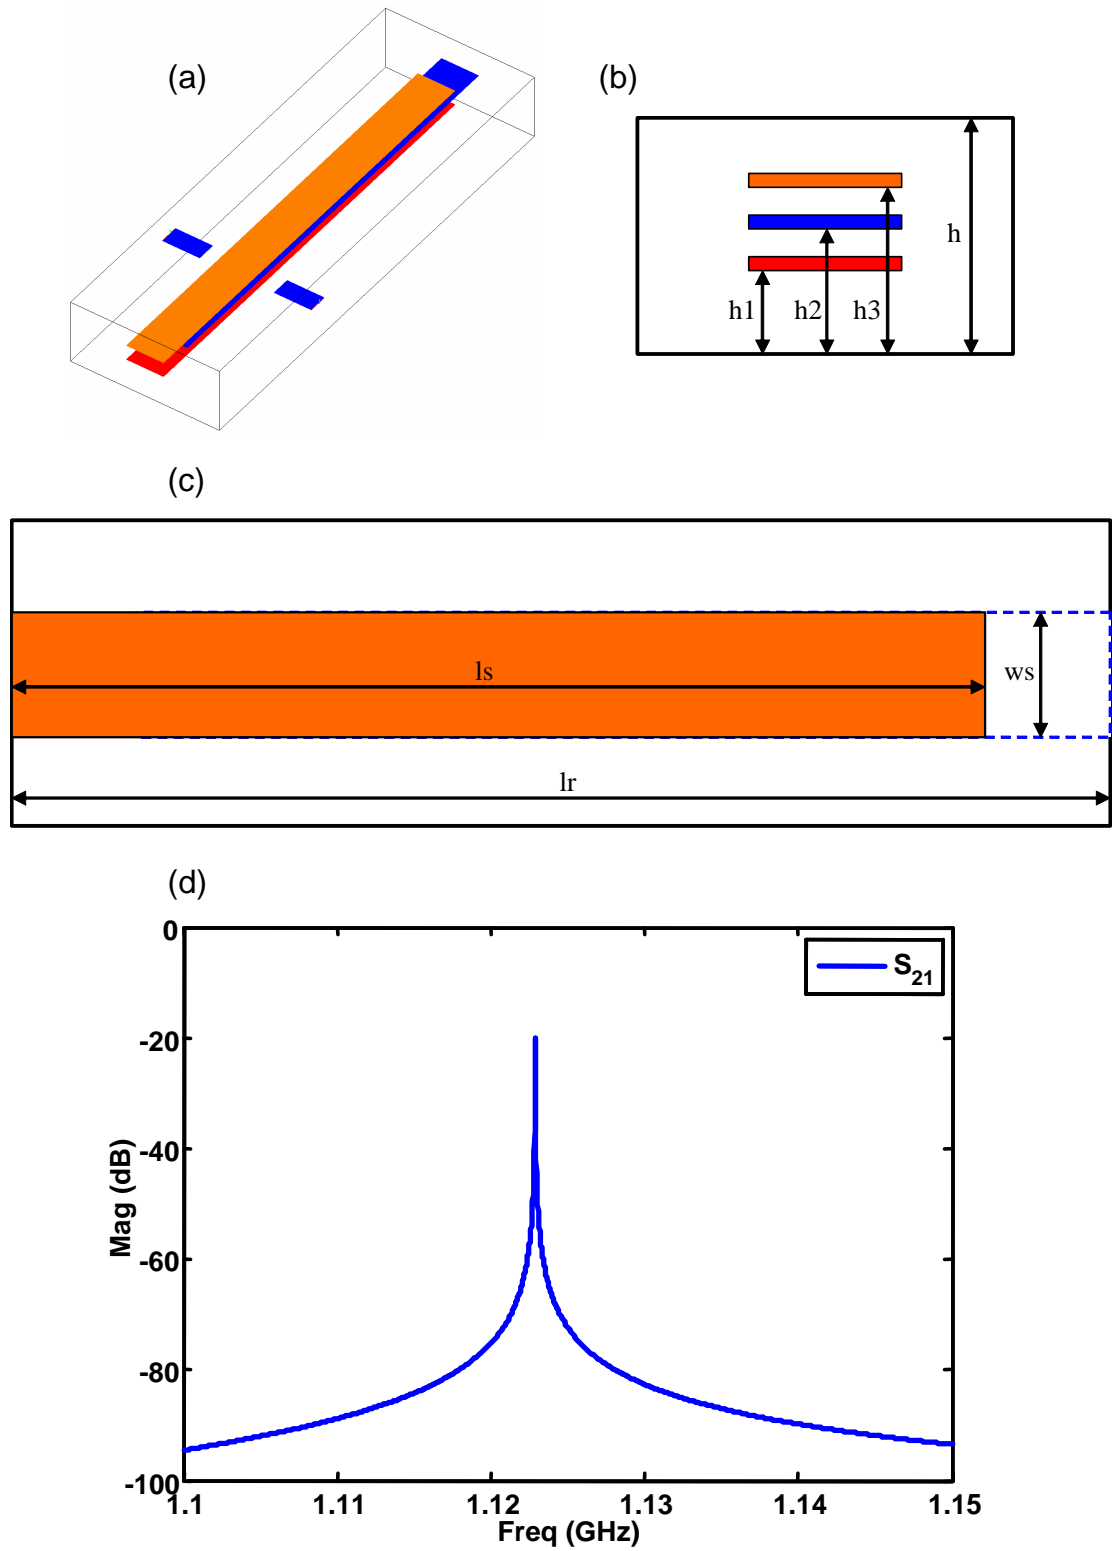 (a)
(b)
h
h1
h2
h3
(c)
ls
ws
lr
(d)
0
-20
-40
-60
-80
-100
Mag (dB)
S21
1.1
1.11
1.12
1.13
1.14
1.15
Freq (GHz)